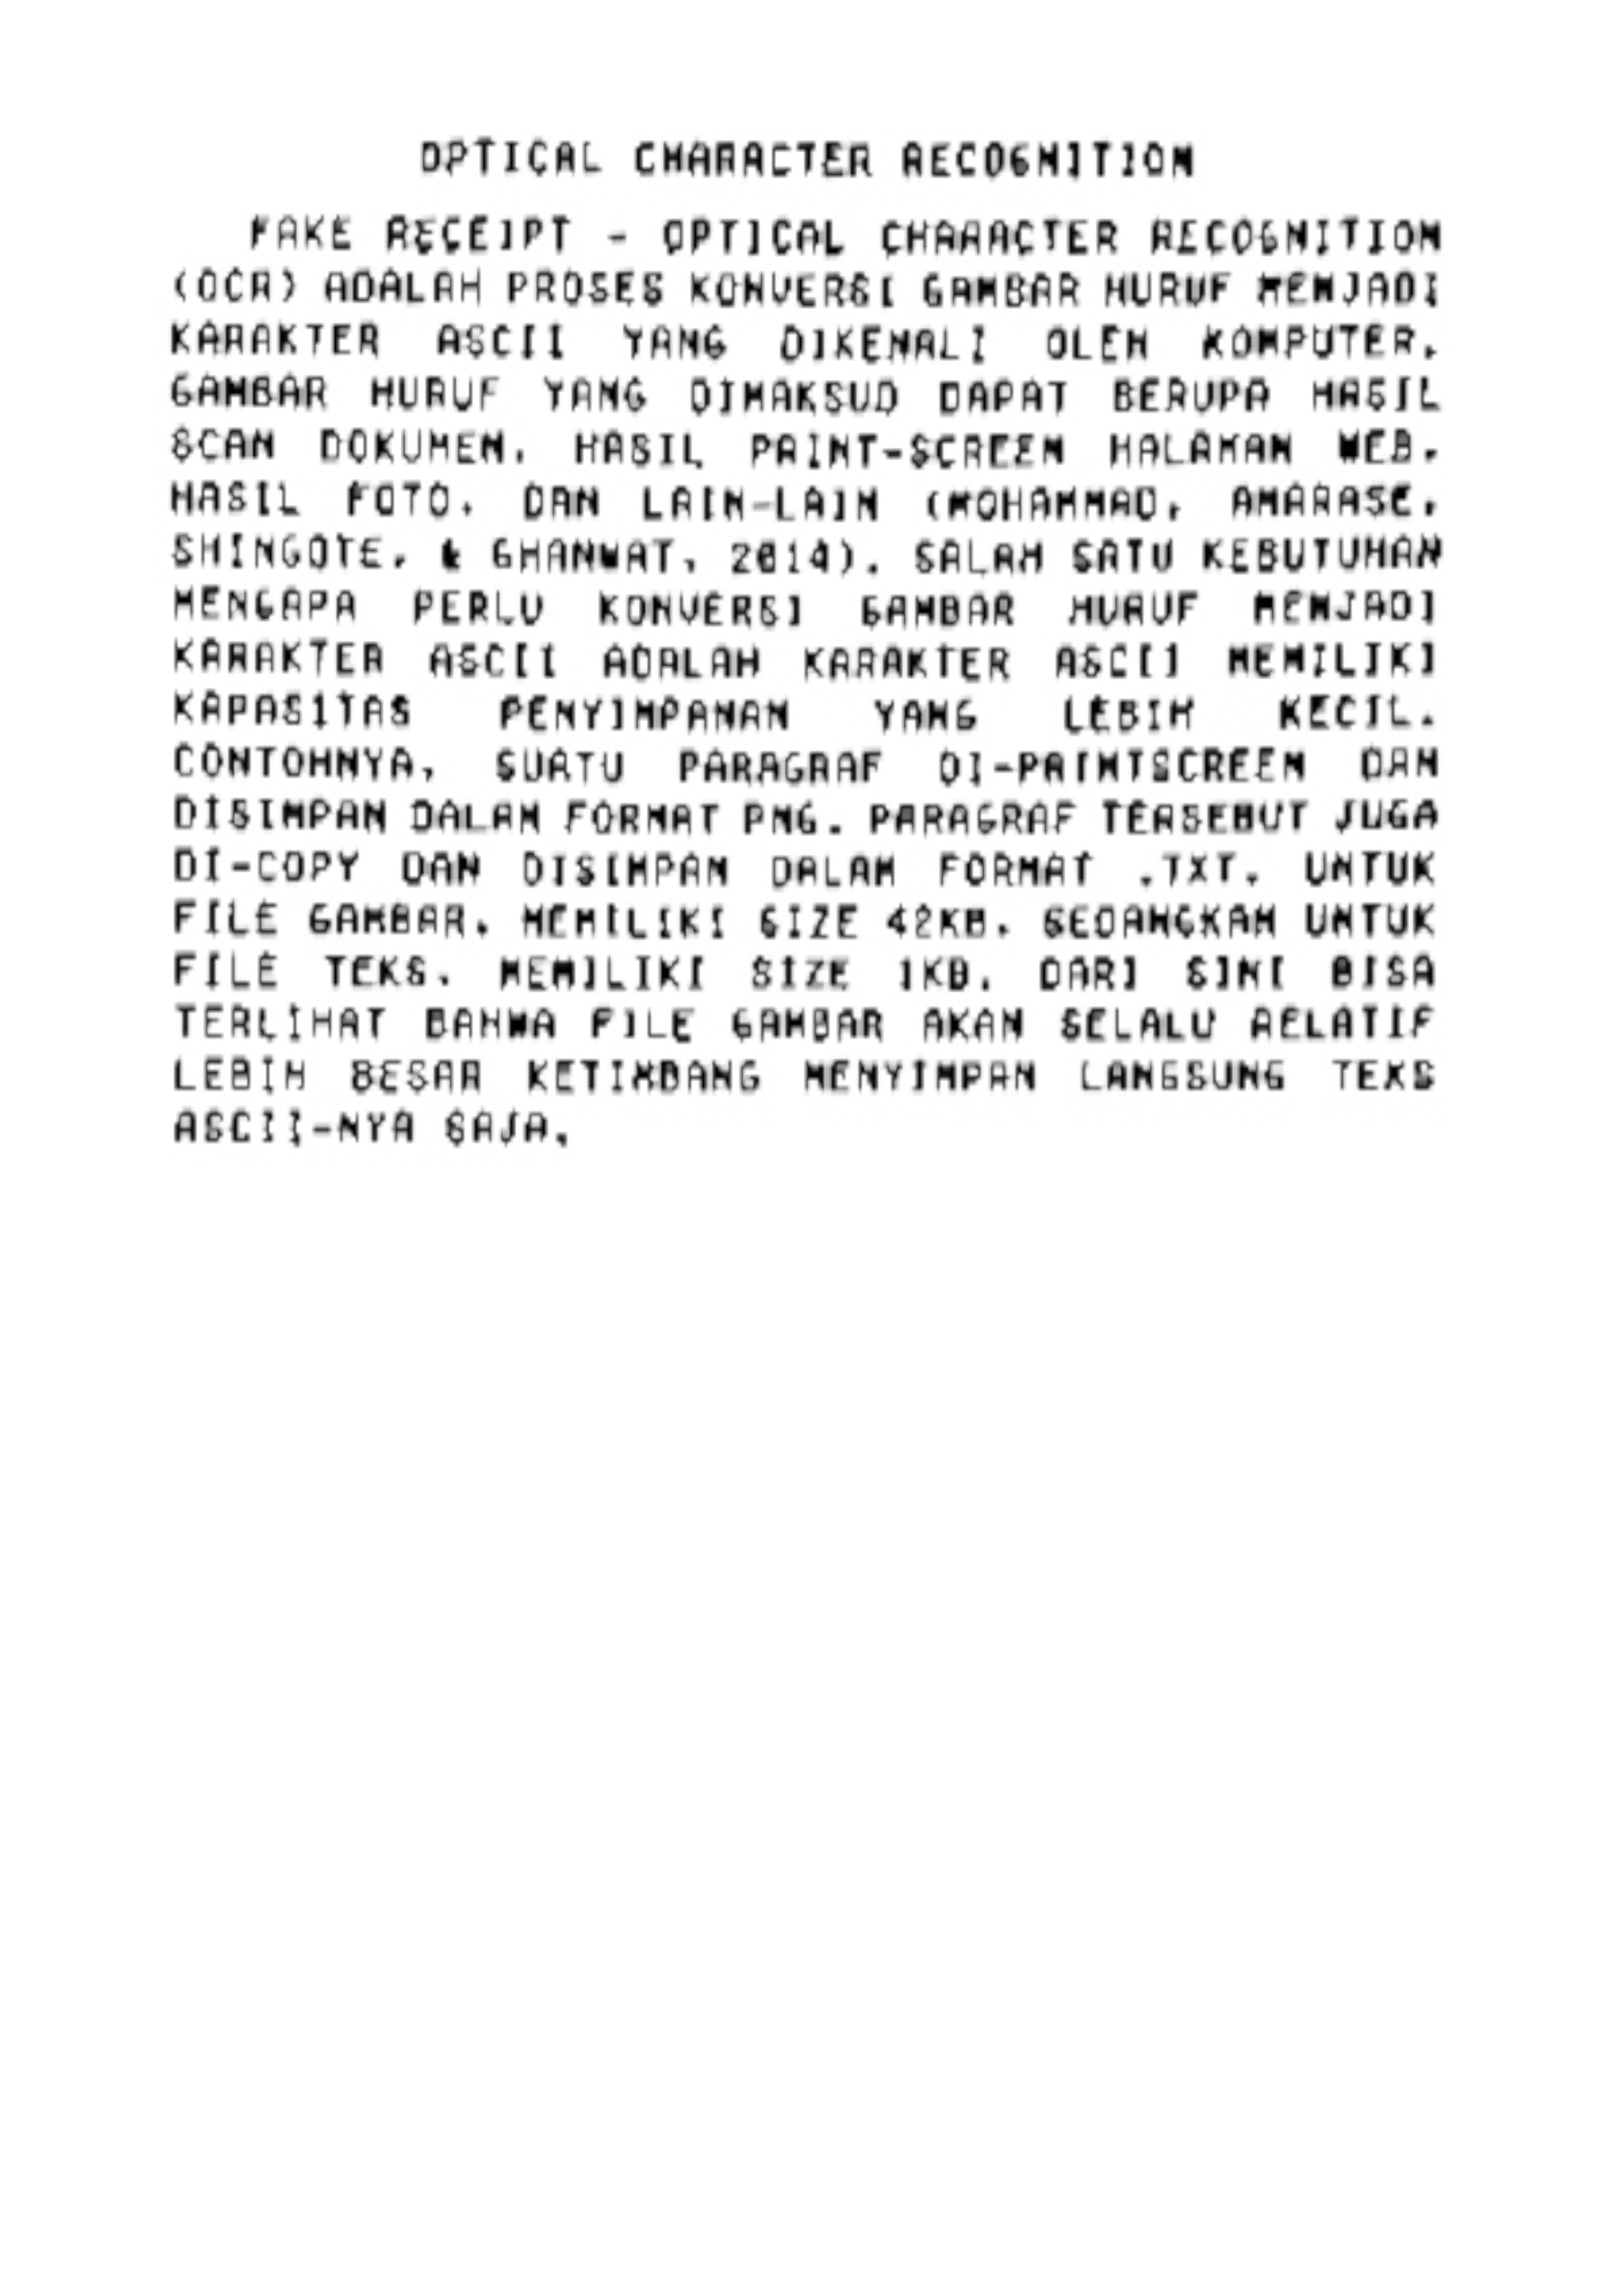 OPTICAL CHARACTER RECOGNITION
FAKE RECEIPT - OPTICAL CHARACTER RECOGNITION
(OCR) ADALAH PROSES KONVERSI GAMBAR HURUF MENJADI
KARAKTER ASCII YANG DIKENALI OLEH KOMPUTER.
GAMBAR HURUF YANG DIMAKSUD DAPAT BERUPA HASIL
SCAN DOKUMEN, HASIL PRINT-SCREEN HALAMAN WEB,
HASIL FOTO, DAN LAIN-LAIN (MOHAMMAD, AMARASE,
SHINGOTE, & GHANWAT, 2014). SALAH SATU KEBUTUHAN
MENGAPA PERLU KONVERSI GAMBAR HURUF MENJADI
KARAKTER ASCII ADALAH KARAKTER ASCII MEMILIKI
KAPASITAS PENYIMPANAN YANG LEBIH KECIL.
CONTOHNYA, SUATU PARAGRAF DI-PRINTSCREEN DAN
DISIMPAN DALAM FORMAT PNG. PARAGRAF TERSEBUT JUGA
DI-COPY DAN DISIMPAN DALAM FORMAT .TXT. UNTUK
FILE GAMBAR, MEMILIKI SIZE 42KB, SEDANGKAN UNTUK
FILE TEKS, MEMILIKI SIZE 1KB. DARI SINI BISA
TERLIHAT BAHWA FILE GAMBAR AKAN SELALU RELATIF
LEBIH BESAR KETIMBANG MENYIMPAN LANGSUNG TEKS
ASCII-NYA SAJA.